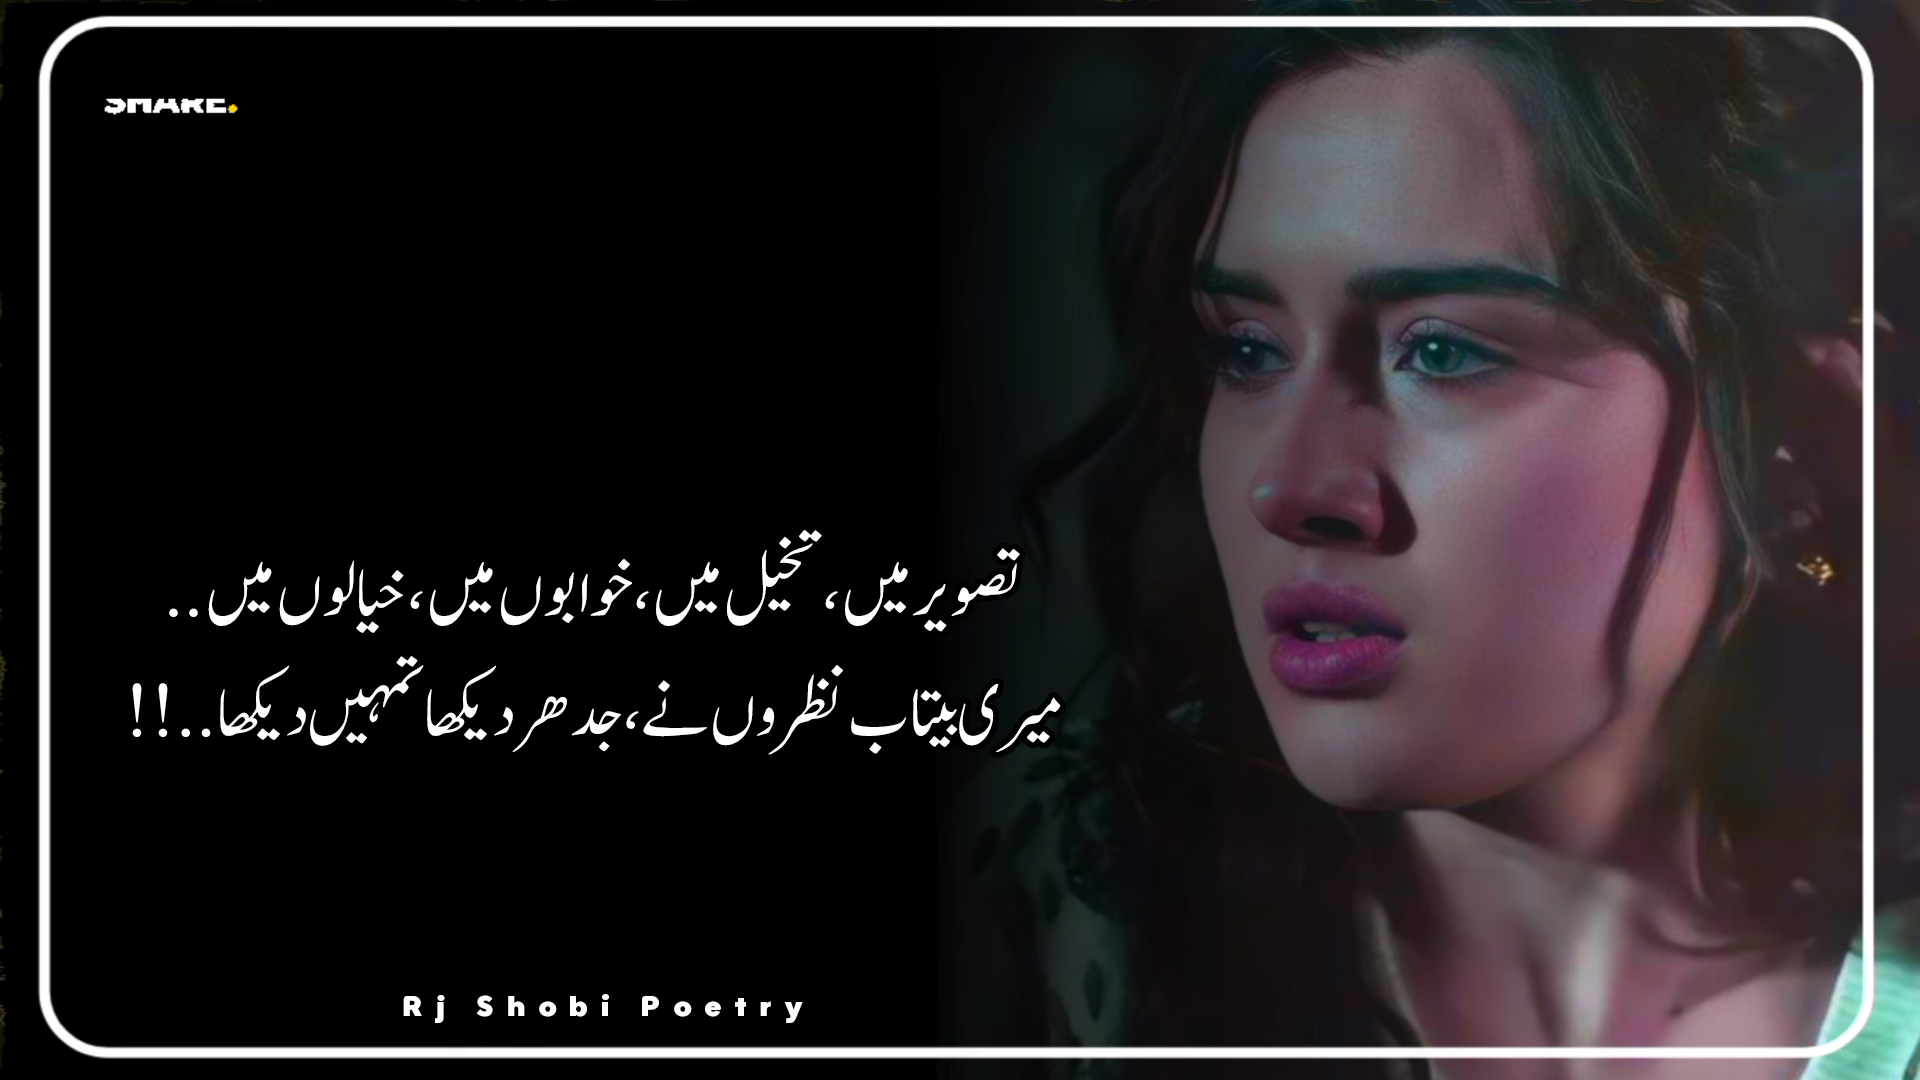 SHARE.
تصویر میں، تخیل میں، خوابوں میں، خیالوں میں..
میری بیتاب نظروں نے، جدھر دیکھا تمہیں دیکھا..!!
Rj Shobi Poetry